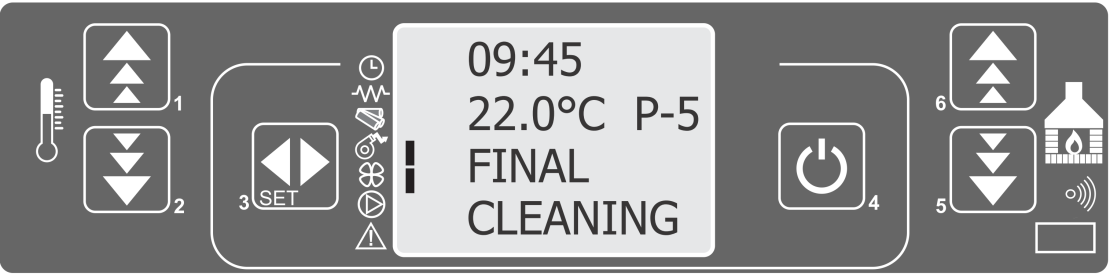 09:45
22.0°C P-5
FINAL
CLEANING
1
2
3 SET
4
6
5